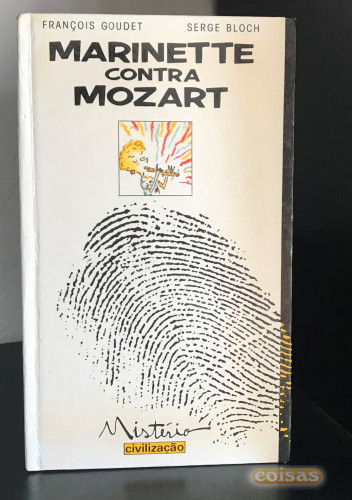 FRANÇOIS GOUDET SERGE BLOCH
MARINETTE
CONTRA
MOZART
Mistério
civilização
coisas